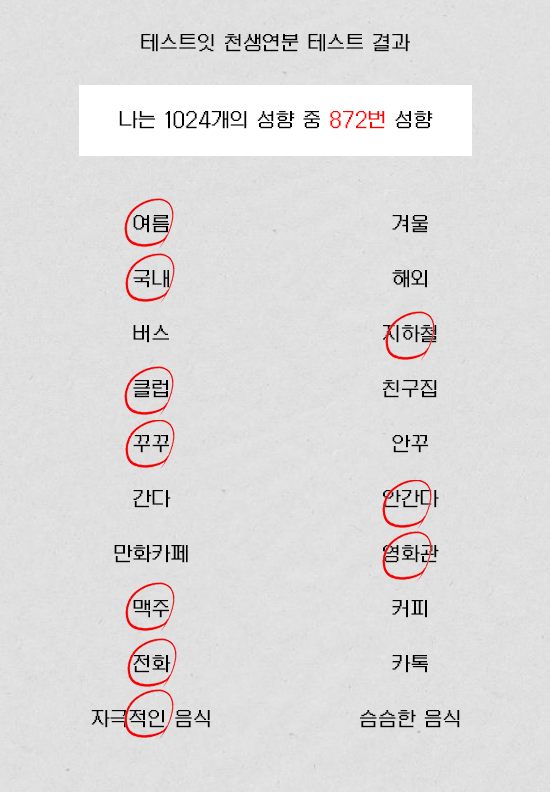 테스트잇 천생연분 테스트 결과
나는 1024개의 성향 중 872번 성향
여름 겨울
국내 해외
버스 지하철
클럽 친구집
꾸꾸 안꾸
간다 안간다
만화카페 영화관
맥주 커피
전화 카톡
자극적인 음식 슴슴한 음식